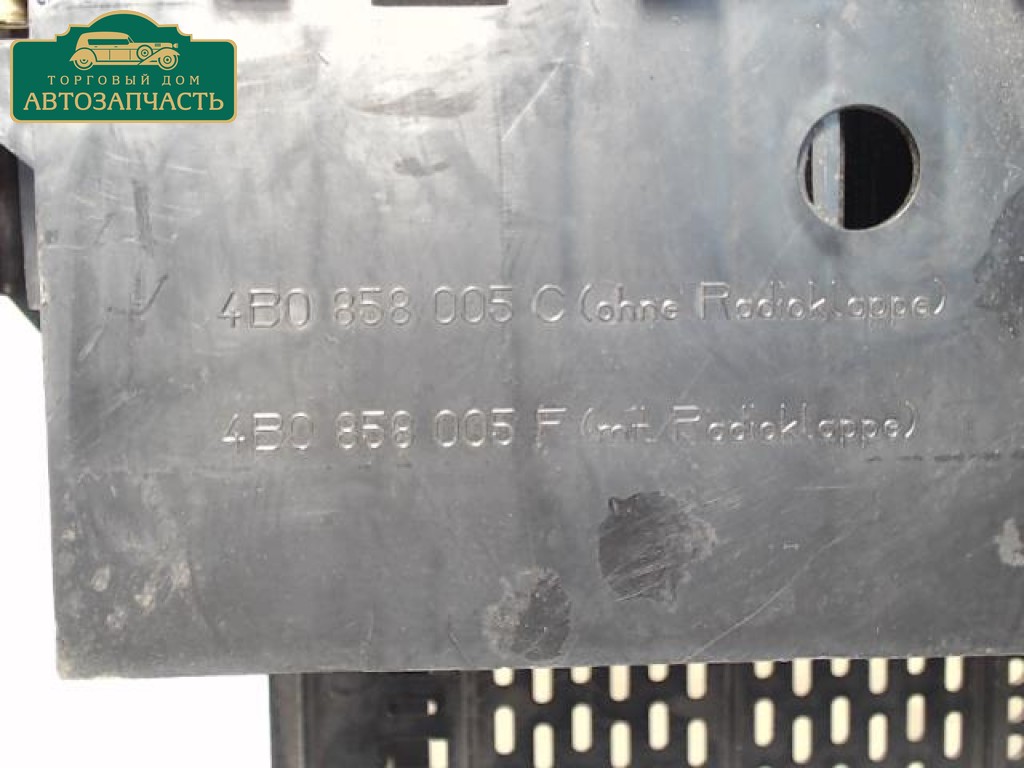 ТОРГОВЫЙ ДОМ
АВТОЗАПЧАСТЬ
4B0 858 005 C (ohne Radioklappe)
4B0 858 005 F (mit Radioklappe)